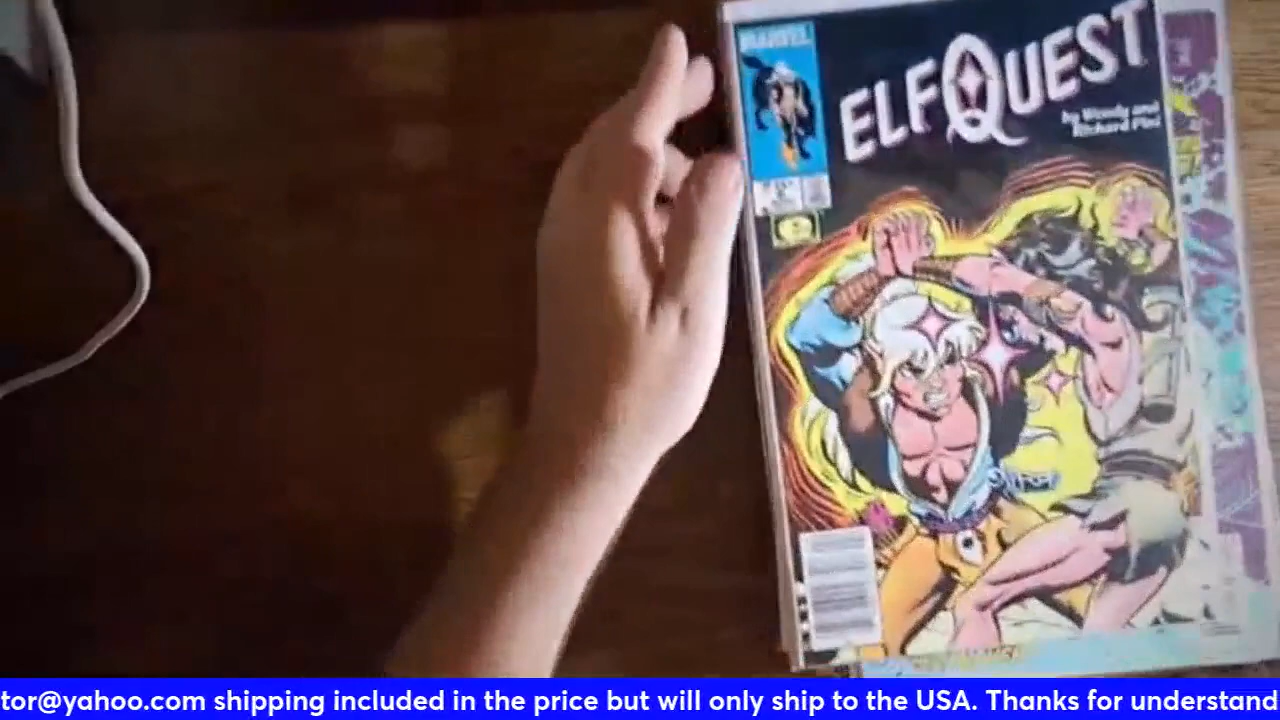 MARVEL
ELFQUEST
by Wendy and
Richard Pini
tor@yahoo.com shipping included in the price but will only ship to the USA. Thanks for understand